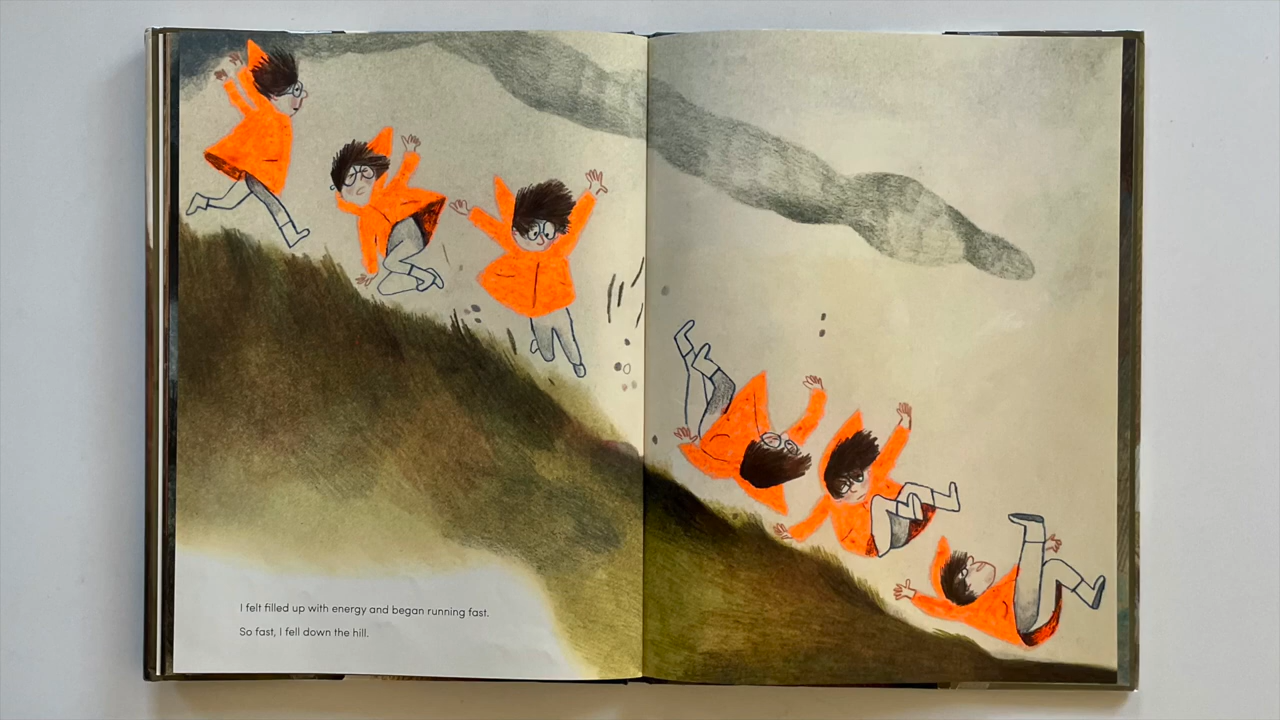 I felt filled up with energy and began running fast.
So fast, I fell down the hill.